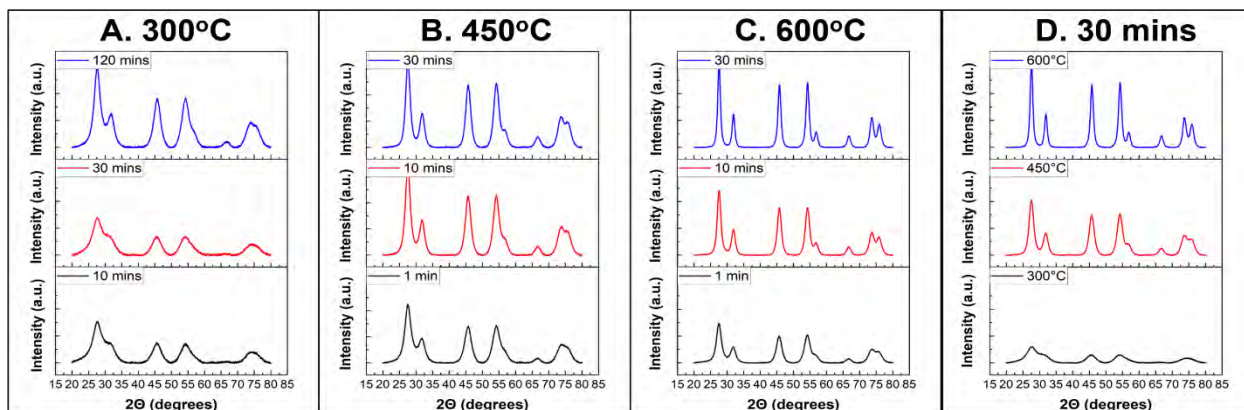 A. 300ºC
120 mins
Intensity (a.u.)
30 mins
Intensity (a.u.)
10 mins
Intensity (a.u.)
15 20 25 30 35 40 45 50 55 60 65 70 75 80 85
2Θ (degrees)
B. 450ºC
30 mins
Intensity (a.u.)
10 mins
Intensity (a.u.)
1 min
Intensity (a.u.)
15 20 25 30 35 40 45 50 55 60 65 70 75 80 85
2Θ (degrees)
C. 600ºC
30 mins
Intensity (a.u.)
10 mins
Intensity (a.u.)
1 min
Intensity (a.u.)
15 20 25 30 35 40 45 50 55 60 65 70 75 80 85
2Θ (degrees)
D. 30 mins
600°C
Intensity (a.u.)
450°C
Intensity (a.u.)
300°C
Intensity (a.u.)
15 20 25 30 35 40 45 50 55 60 65 70 75 80 85
2Θ (degrees)